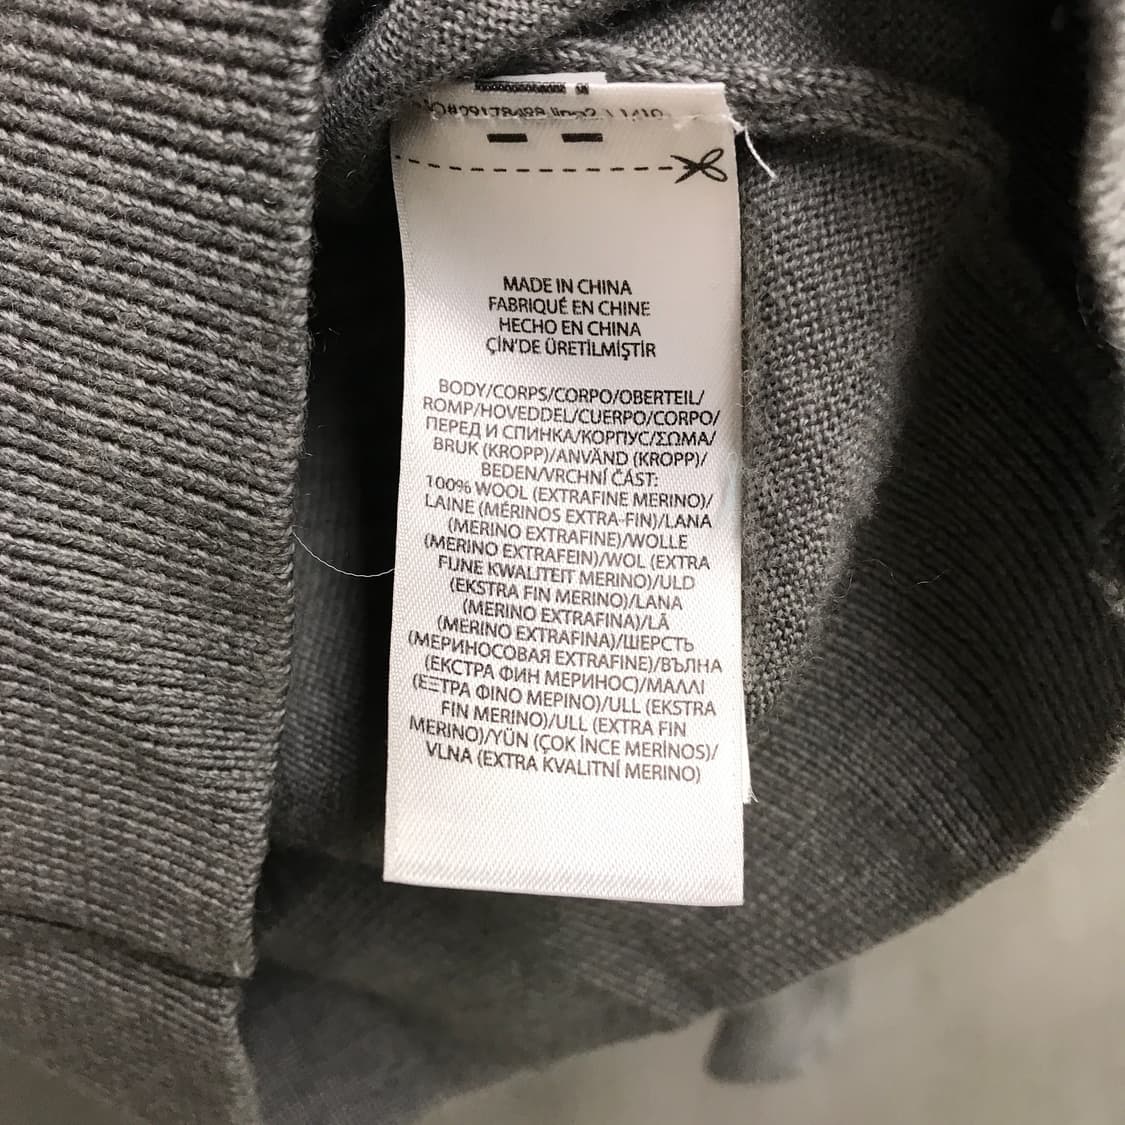 MADE IN CHINA
FABRIQUÉ EN CHINE
HECHO EN CHINA
ÇİN'DE ÜRETİLMİŞTİR
BODY/CORPS/CORPO/OBERTEIL/
ROMP/HOVEDDEL/CUERPO/CORPO/
ПЕРЕД И СПИНКА/КОРПУС/ΣΩΜΑ/
BRUK (KROPP)/ANVÄND (KROPP)/
BEDEN/VRCHNÍ ČÁST:
100% WOOL (EXTRAFINE MERINO)/
LAINE (MÉRINOS EXTRA-FIN)/LANA
(MERINO EXTRAFINE)/WOLLE
(MERINO EXTRAFEIN)/WOL (EXTRA
FIJNE KWALITEIT MERINO)/ULD
(EKSTRA FIN MERINO)/LANA
(MERINO EXTRAFINA)/LÃ
(MERINO EXTRAFINA)/ШЕРСТЬ
(МЕРИНОСОВАЯ EXTRAFINE)/ВЪЛНА
(ЕКСТРА ФИН МЕРИНОС)/ΜΑΛΛΙ
(ΕΞΤΡΑ ΦΙΝΟ ΜΕΡΙΝΟ)/ULL (EKSTRA
FIN MERINO)/ULL (EXTRA FIN
MERINO)/YÜN (ÇOK İNCE MERİNOS)/
VLNA (EXTRA KVALITNÍ MERINO)